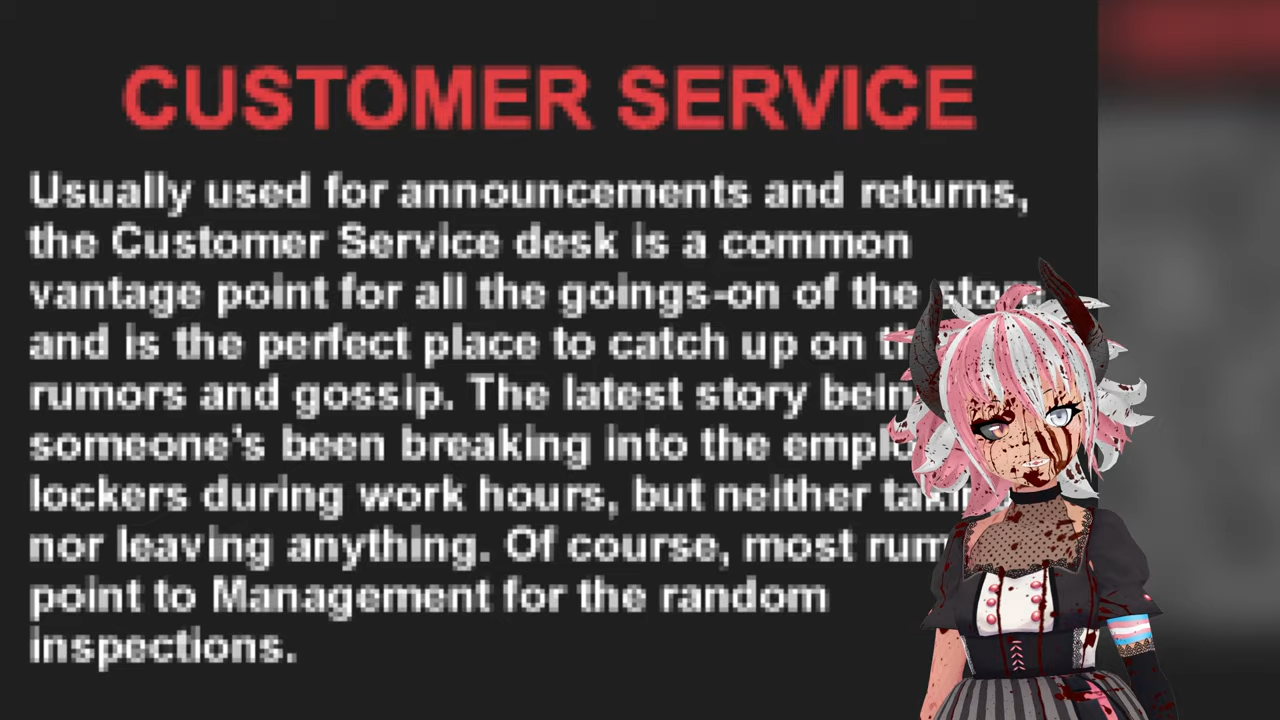 CUSTOMER SERVICE
Usually used for announcements and returns,
the Customer Service desk is a common
vantage point for all the goings-on of the store
and is the perfect place to catch up on
rumors and gossip. The latest story
someone's been breaking into the
lockers during work hours, but neither
nor leaving anything. Of course, most
point to Management for the random
inspections.